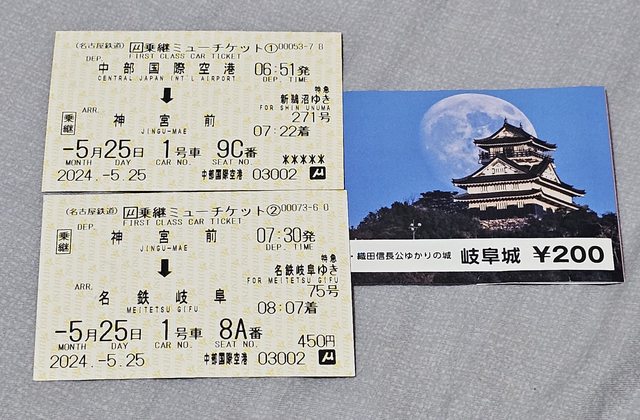 (名古屋鉄道) μ乗継ミューチケット① 00053-7 8
FIRST CLASS CAR TICKET
DEP.
中部国際空港 06:51発
CENTRAL JAPAN INT'L AIRPORT DEP. TIME
特急
新鵜沼ゆき
FOR SHIN UNUMA
ARR.
乗継 神宮前 271号
JINGU-MAE 07:22着
-5月25日 1号車 9C番 *****
MONTH DAY CAR NO. SEAT NO.
2024.-5.25 中部国際空港 03002 μ
(名古屋鉄道) μ乗継ミューチケット② 00073-6 0
FIRST CLASS CAR TICKET
DEP.
乗継 神宮前 07:30発
JINGU-MAE DEP. TIME
特急
名鉄岐阜ゆき
FOR MEITETSU GIFU
ARR.
名鉄岐阜 75号
MEITETSU GIFU 08:07着
-5月25日 1号車 8A番 450円
MONTH DAY CAR NO. SEAT NO.
2024.-5.25 中部国際空港 03002 μ
・織田信長公ゆかりの城 岐阜城 ¥200